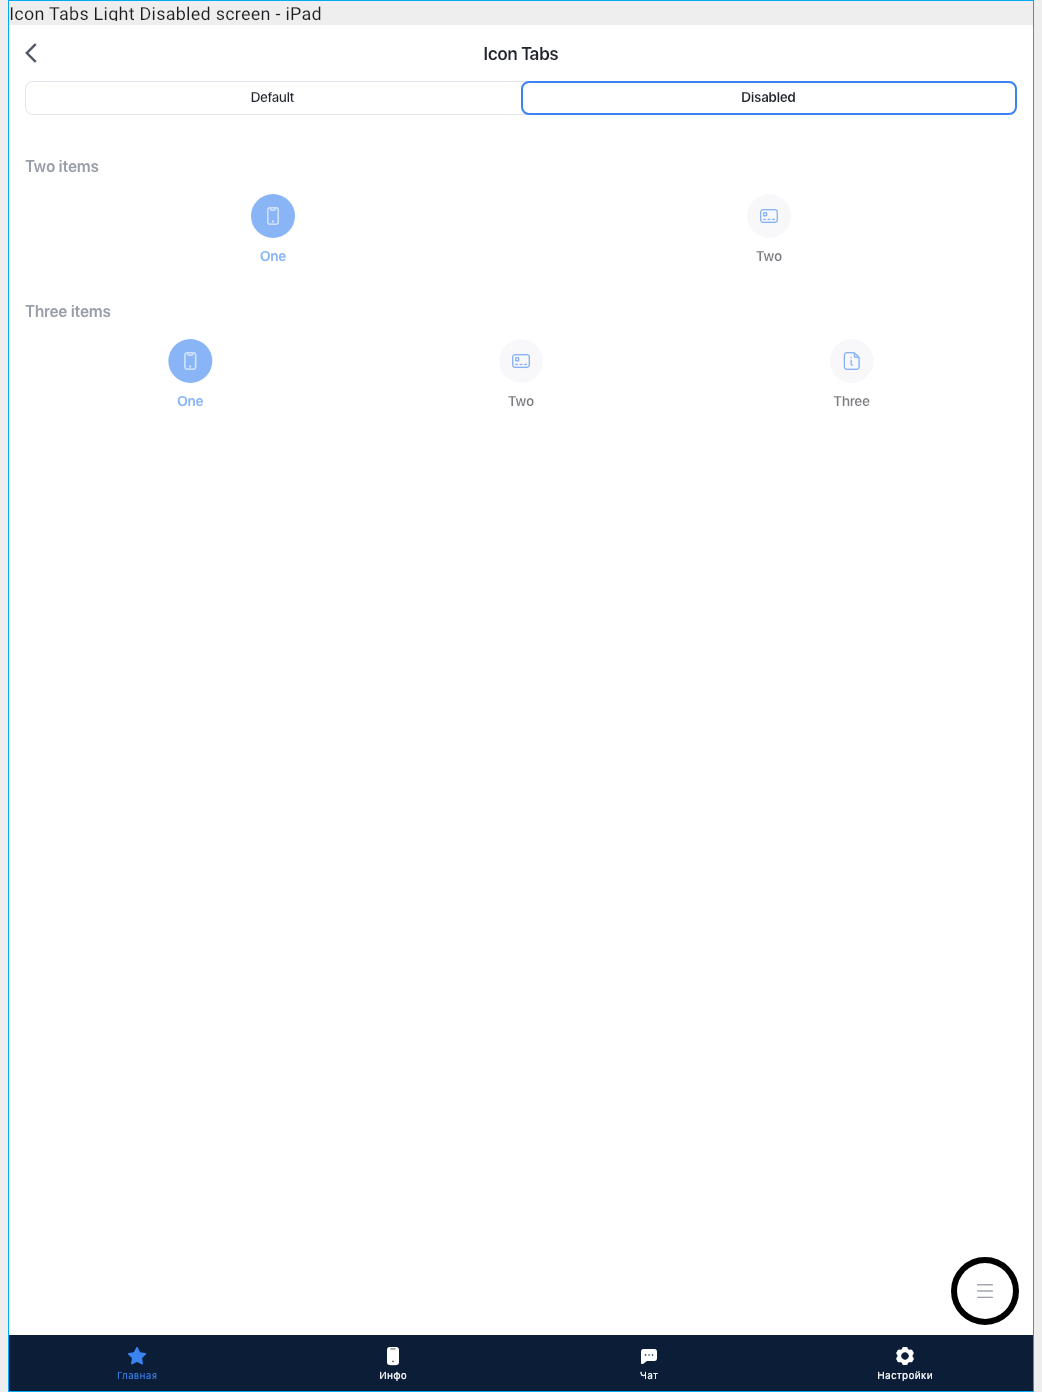 Icon Tabs Light Disabled screen - iPad
Icon Tabs
Default Disabled
Two items
One Two
Three items
One Two Three
Главная Инфо Чат Настройки